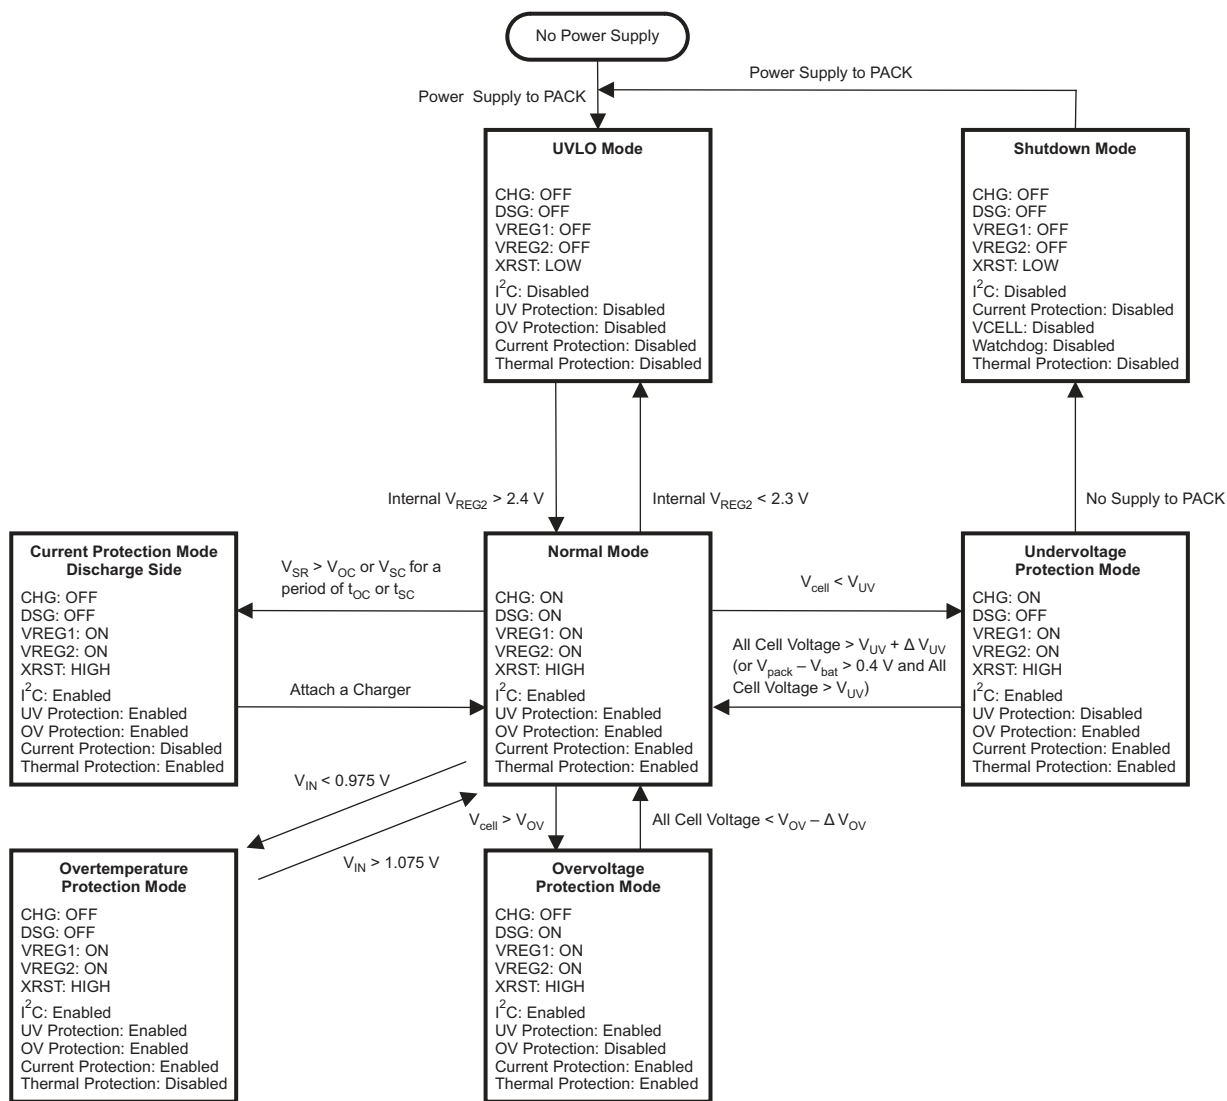 No Power Supply
Power Supply to PACK
Power Supply to PACK
UVLO Mode
CHG: OFF
DSG: OFF
VREG1: OFF
VREG2: OFF
XRST: LOW
I²C: Disabled
UV Protection: Disabled
OV Protection: Disabled
Current Protection: Disabled
Thermal Protection: Disabled
Shutdown Mode
CHG: OFF
DSG: OFF
VREG1: OFF
VREG2: OFF
XRST: LOW
I²C: Disabled
Current Protection: Disabled
VCELL: Disabled
Watchdog: Disabled
Thermal Protection: Disabled
Internal VREG2 > 2.4 V
Internal VREG2 < 2.3 V
No Supply to PACK
Current Protection Mode
Discharge Side
CHG: OFF
DSG: OFF
VREG1: ON
VREG2: ON
XRST: HIGH
I²C: Enabled
UV Protection: Enabled
OV Protection: Enabled
Current Protection: Disabled
Thermal Protection: Enabled
VSR > VOC or VSC for a
period of tOC or tSC
Attach a Charger
Normal Mode
CHG: ON
DSG: ON
VREG1: ON
VREG2: ON
XRST: HIGH
I²C: Enabled
UV Protection: Enabled
OV Protection: Enabled
Current Protection: Enabled
Thermal Protection: Enabled
Vcell < VUV
All Cell Voltage > VUV + Δ VUV
(or Vpack – Vbat > 0.4 V and All
Cell Voltage > VUV)
Undervoltage
Protection Mode
CHG: ON
DSG: OFF
VREG1: ON
VREG2: ON
XRST: HIGH
I²C: Enabled
UV Protection: Disabled
OV Protection: Enabled
Current Protection: Enabled
Thermal Protection: Enabled
VIN < 0.975 V
VIN > 1.075 V
Vcell > VOV
All Cell Voltage < VOV – Δ VOV
Overtemperature
Protection Mode
CHG: OFF
DSG: OFF
VREG1: ON
VREG2: ON
XRST: HIGH
I²C: Enabled
UV Protection: Enabled
OV Protection: Enabled
Current Protection: Enabled
Thermal Protection: Disabled
Overvoltage
Protection Mode
CHG: OFF
DSG: ON
VREG1: ON
VREG2: ON
XRST: HIGH
I²C: Enabled
UV Protection: Enabled
OV Protection: Disabled
Current Protection: Enabled
Thermal Protection: Enabled